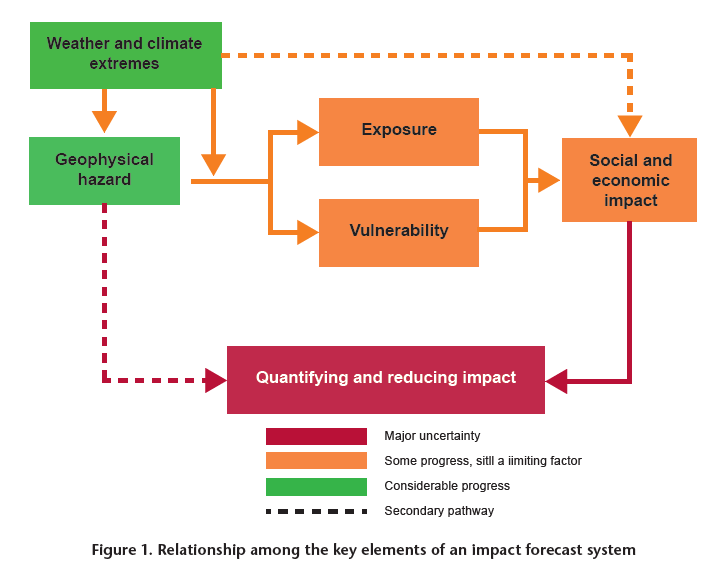 Weather and climate
extremes
Geophysical
hazard
Exposure
Vulnerability
Social and
economic
impact
Quantifying and reducing impact
Major uncertainty
Some progress, sitll a iimiting factor
Considerable progress
Secondary pathway
Figure 1. Relationship among the key elements of an impact forecast system